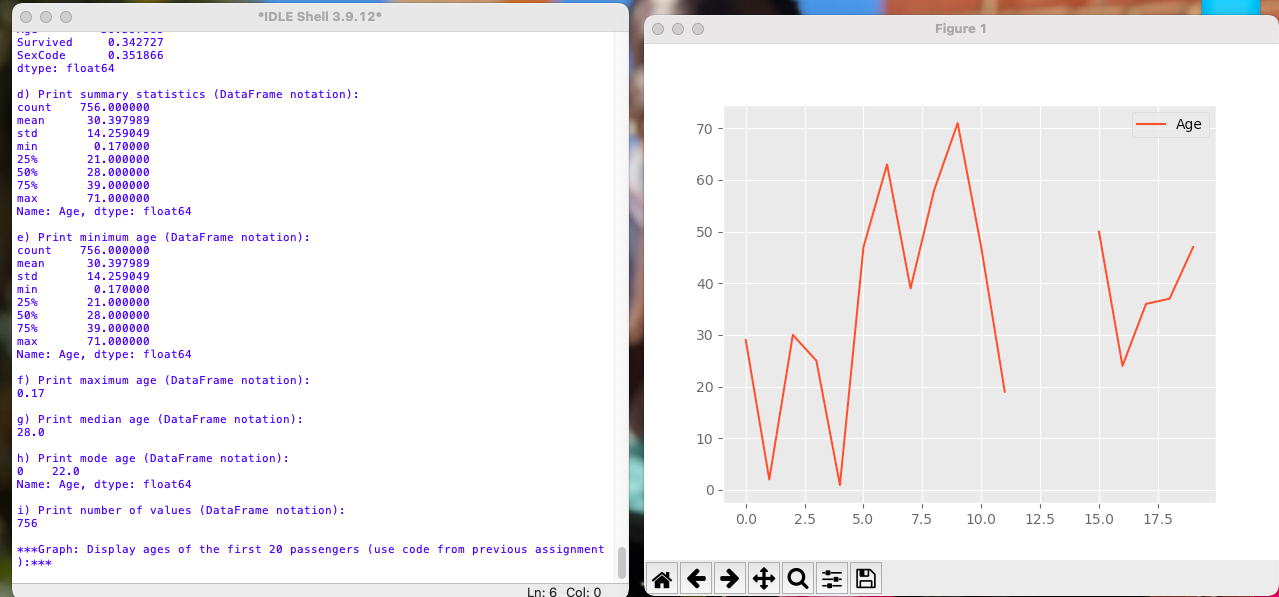 *IDLE Shell 3.9.12*
Survived     0.342727
SexCode      0.351866
dtype: float64
d) Print summary statistics (DataFrame notation):
count    756.000000
mean      30.397989
std       14.259049
min        0.170000
25%       21.000000
50%       28.000000
75%       39.000000
max       71.000000
Name: Age, dtype: float64
e) Print minimum age (DataFrame notation):
count    756.000000
mean      30.397989
std       14.259049
min        0.170000
25%       21.000000
50%       28.000000
75%       39.000000
max       71.000000
Name: Age, dtype: float64
f) Print maximum age (DataFrame notation):
0.17
g) Print median age (DataFrame notation):
28.0
h) Print mode age (DataFrame notation):
0    22.0
Name: Age, dtype: float64
i) Print number of values (DataFrame notation):
756
***Graph: Display ages of the first 20 passengers (use code from previous assignment
):***
Ln: 6  Col: 0
Figure 1
Age
70
60
50
40
30
20
10
0
0.0 2.5 5.0 7.5 10.0 12.5 15.0 17.5